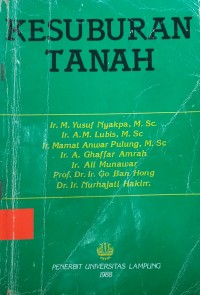 KESUBURAN
TANAH
Ir. M. Yusuf Nyakpa, M. Sc.
Ir. A.M. Lubis, M. Sc
Ir. Mamat Anwar Pulung, M. Sc
Ir. A. Ghaffar Amrah
Ir. Ali Munawar
Prof. Dr. Ir. Go Ban Hong
Dr. Ir. Nurhajati Hakim.
PENERBIT UNIVERSITAS LAMPUNG
1988